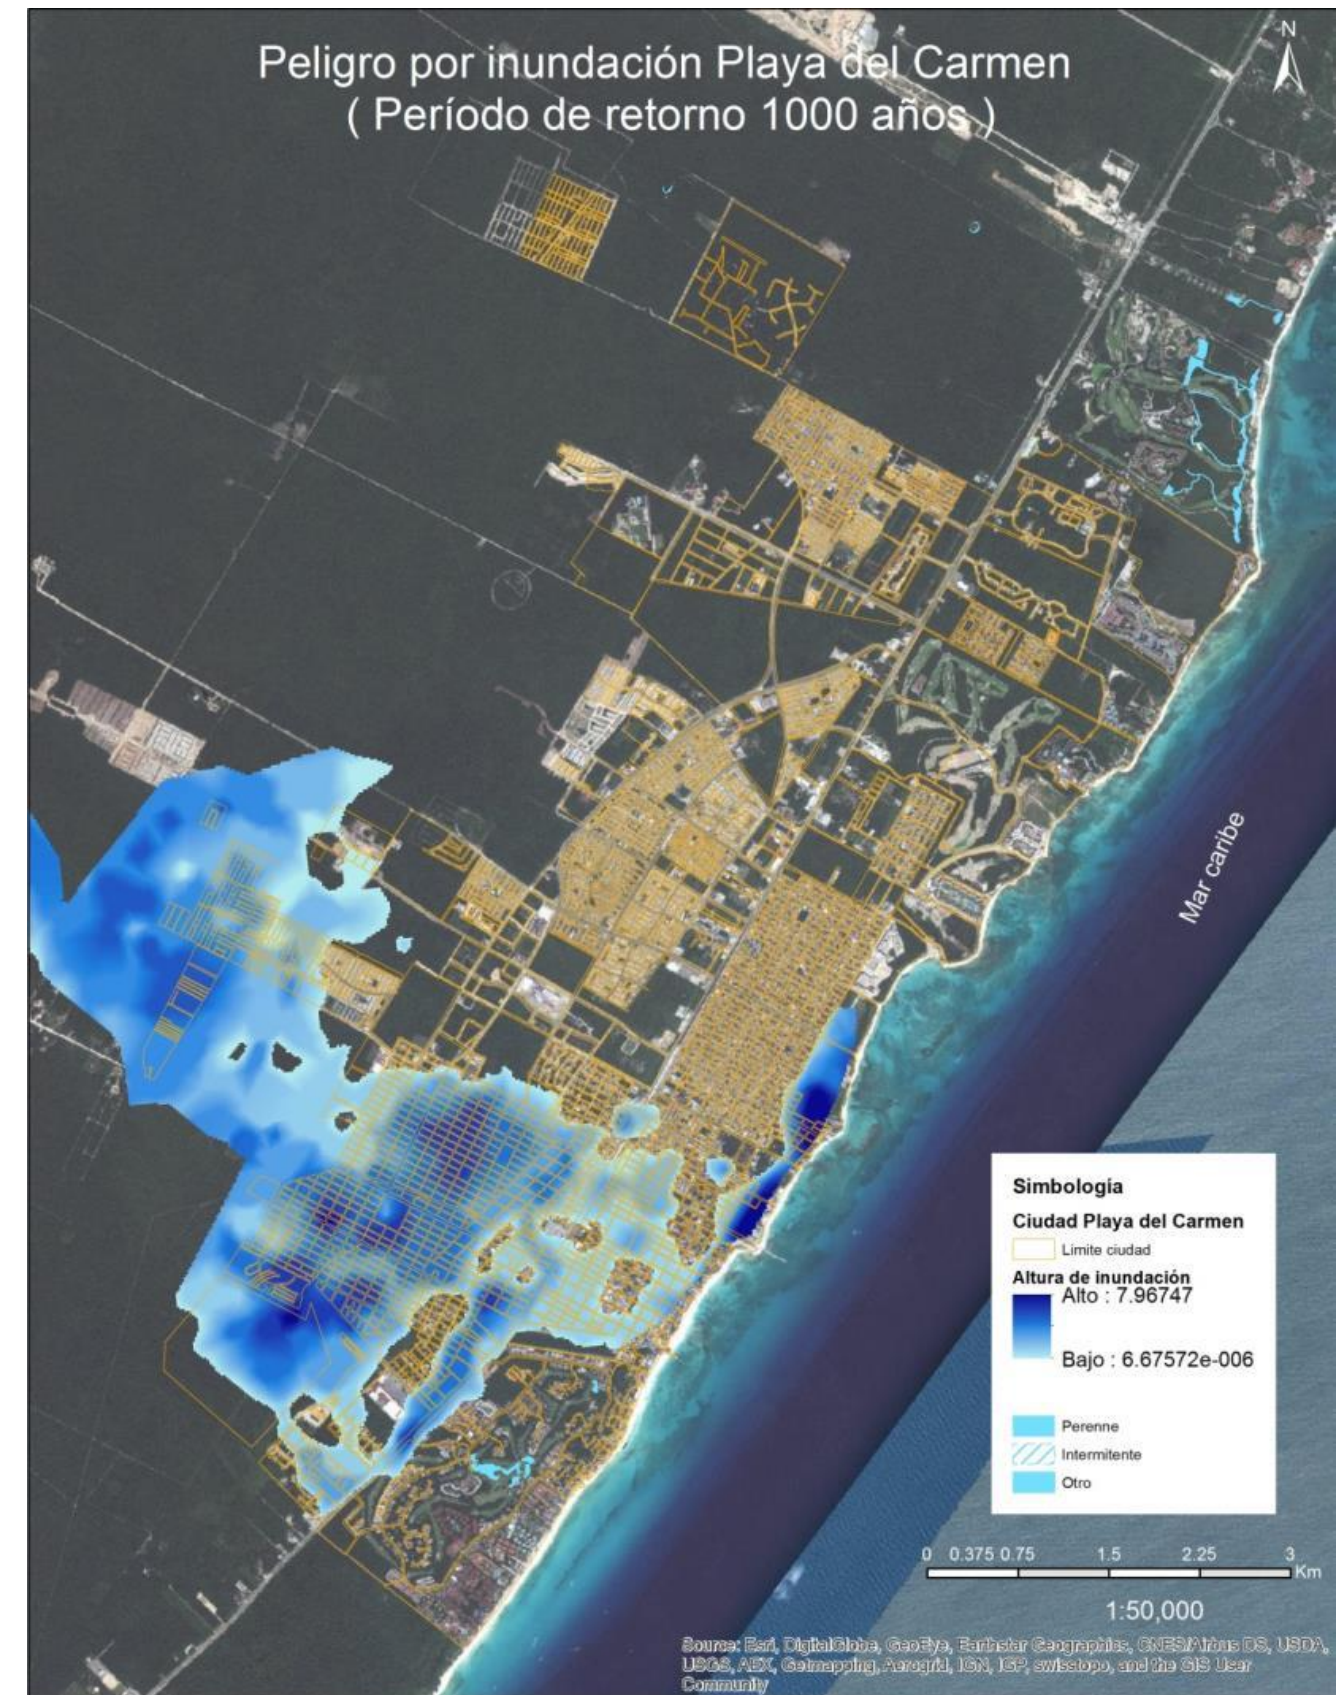 Peligro por inundación Playa del Carmen
( Período de retorno 1000 años )
N
Mar caribe
Simbología
Ciudad Playa del Carmen
Limite ciudad
Altura de inundación
Alto : 7.96747
Bajo : 6.67572e-006
Perenne
Intermitente
Otro
0 0.375 0.75 1.5 2.25 3
Km
1:50,000
Source: Esri, DigitalGlobe, GeoEye, Earthstar Geographics, CNES/Airbus DS, USDA,
USGS, AEX, Getmapping, Aerogrid, IGN, IGP, swisstopo, and the GIS User
Community